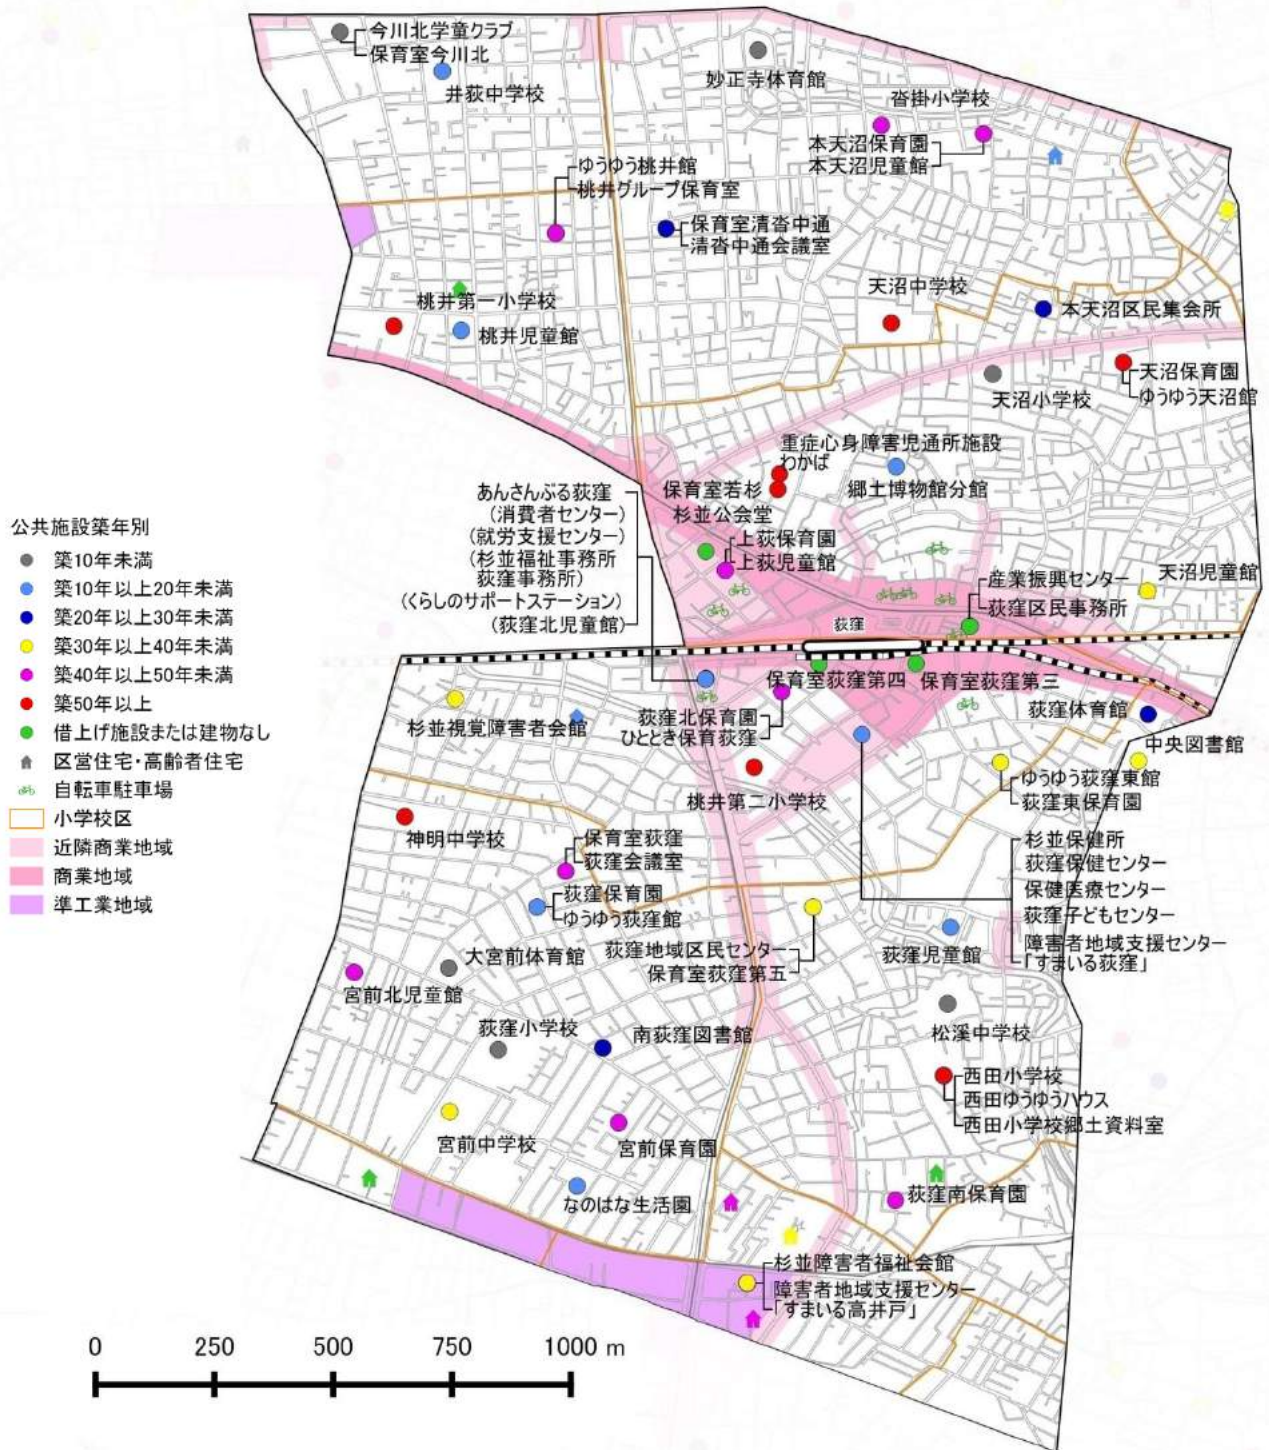 今川北学童クラブ
保育室今川北
井荻中学校
妙正寺体育館
沓掛小学校
本天沼保育園
本天沼児童館
ゆうゆう桃井館
桃井グループ保育室
保育室清沓中通
清沓中通会議室
天沼中学校
本天沼区民集会所
桃井第一小学校
桃井児童館
天沼小学校
天沼保育園
ゆうゆう天沼館
重症心身障害児通所施設
わかば
保育室若杉
郷土博物館分館
杉並公会堂
上荻保育園
上荻児童館
あんさんぶる荻窪
(消費者センター)
(就労支援センター)
(杉並福祉事務所
荻窪事務所)
(くらしのサポートステーション)
(荻窪北児童館)
産業振興センター
荻窪区民事務所
天沼児童館
荻窪
公共施設築年別
築10年未満
築10年以上20年未満
築20年以上30年未満
築30年以上40年未満
築40年以上50年未満
築50年以上
借上げ施設または建物なし
区営住宅・高齢者住宅
自転車駐車場
小学校区
近隣商業地域
商業地域
準工業地域
保育室荻窪第四
保育室荻窪第三
杉並視覚障害者会館
荻窪北保育園
ひととき保育荻窪
荻窪体育館
中央図書館
ゆうゆう荻窪東館
荻窪東保育園
桃井第二小学校
神明中学校
保育室荻窪
荻窪会議室
荻窪保育園
ゆうゆう荻窪館
杉並保健所
荻窪保健センター
保健医療センター
荻窪子どもセンター
障害者地域支援センター
「すまいる荻窪」
大宮前体育館
荻窪地域区民センター
保育室荻窪第五
荻窪児童館
宮前北児童館
荻窪小学校
南荻窪図書館
松溪中学校
西田小学校
西田ゆうゆうハウス
西田小学校郷土資料室
宮前中学校
宮前保育園
なのはな生活園
荻窪南保育園
杉並障害者福祉会館
障害者地域支援センター
「すまいる高井戸」
0 250 500 750 1000 m